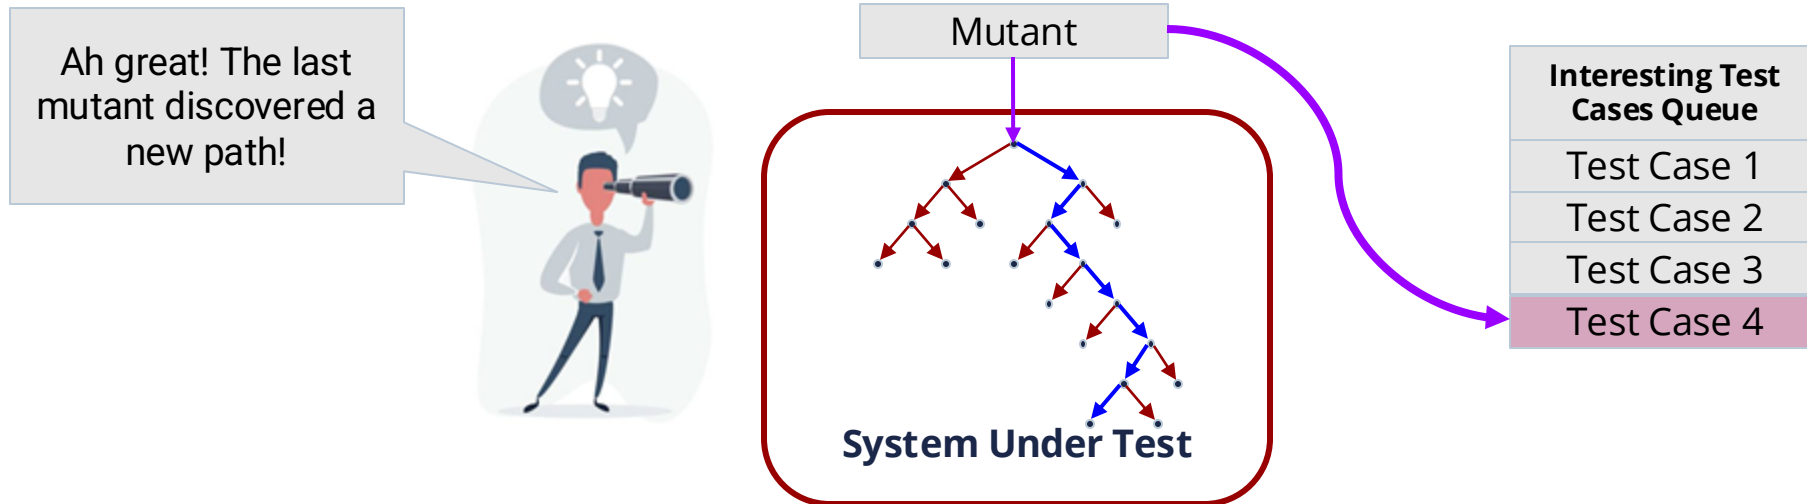 Ah great! The last
mutant discovered a
new path!
Mutant
System Under Test
Interesting Test
Cases Queue
Test Case 1
Test Case 2
Test Case 3
Test Case 4